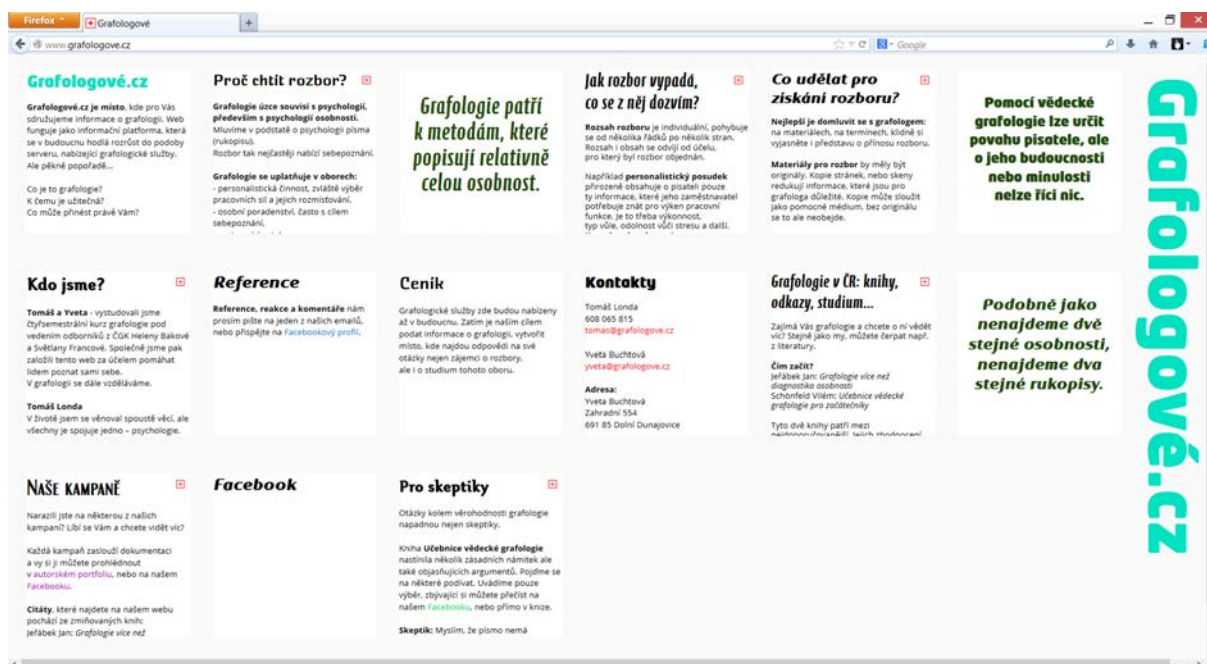 Firefox
Grafologové
www.grafologove.cz
Google
Grafologové.cz
Grafologové.cz je místo, kde pro Vás
sdružujeme informace o grafologii. Web
funguje jako informační platforma, která
se v budoucnu hodlá rozrůst do podoby
serveru, nabízející grafologické služby.
Ale pěkně popořadě...
Co je to grafologie?
K čemu je užitečná?
Co může přinést právě Vám?
Proč chtít rozbor?
Grafologie úzce souvisí s psychologií,
především s psychologií osobnosti.
Mluvíme v podstatě o psychologii písma
(rukopisu).
Rozbor tak nejčastěji nabízí sebepoznání.
Grafologie se uplatňuje v oborech:
- personalistická činnost, zvláště výběr
pracovních sil a jejich rozmístování.
- osobní poradenství, často s cílem
sebepoznání,
Grafologie patří
k metodám, které
popisují relativně
celou osobnost.
Jak rozbor vypadá,
co se z něj dozvím?
Rozsah rozboru je individuální, pohybuje
se od několika řádků po několik stran.
Rozsah i obsah se odvíjí od účelu,
pro který byl rozbor objednán.
Například personalistický posudek
přirozeně obsahuje o pisateli pouze
ty informace, které jeho zaměstnavatel
potřebuje znát pro výken pracovní
funkce. Je to třeba výkonnost,
typ vůle, odolnost vůči stresu a další.
Co udělat pro
získání rozboru?
Nejlepší je domluvit se s grafologem:
na materiálech, na termínech, klidně si
vyjasněte i představu o přínosu rozboru.
Materiály pro rozbor by měly být
originály. Kopie stránek, nebo skeny
redukují informace, které jsou pro
grafologa důležité. Kopie může sloužit
jako pomocné médium, bez originálu
se to ale neobejde.
Pomocí vědecké
grafologie lze určit
povahu pisatele, ale
o jeho budoucnosti
nebo minulosti
nelze říci nic.
Grafologové.cz
Kdo jsme?
Tomáš a Yveta - vystudovali jsme
čtyřsemestrální kurz grafologie pod
vedením odborníků z ČGK Heleny Bakové
a Světlany Francové. Společně jsme pak
založili tento web za účelem pomáhat
lidem poznat sami sebe.
V grafologii se dále vzděláváme.
Tomáš Londa
V životě jsem se věnoval spoustě věcí, ale
všechny je spojuje jedno – psychologie.
Reference
Reference, reakce a komentáře nám
prosím pište na jeden z našich emailů,
nebo přispějte na Facebookový profil.
Ceník
Grafologické služby zde budou nabízeny
až v budoucnu. Zatím je naším cílem
podat informace o grafologii, vytvořit
místo, kde najdou odpovědi na své
otázky nejen zájemci o rozbory,
ale i o studium tohoto oboru.
Kontakty
Tomáš Londa
608 065 815
tomas@grafologove.cz
Yveta Buchtová
yveta@grafologove.cz
Adresa:
Yveta Buchtová
Zahradní 554
691 85 Dolní Dunajovice
Grafologie v ČR: knihy,
odkazy, studium...
Zajímá Vás grafologie a chcete o ní vědět
víc? Stejně jako my, můžete čerpat např.
z literatury.
Čím začít?
Jeřábek Jan: Grafologie více než
diagnostika osobnosti
Schönfeld Vilém: Učebnice vědecké
grafologie pro začátečníky
Tyto dvě knihy patří mezi
nejdoporučovanější. Jejich zhodnocení
Podobně jako
nenajdeme dvě
stejné osobnosti,
nenajdeme dva
stejné rukopisy.
Naše kampaně
Narazili jste na některou z našich
kampaní? Líbí se Vám a chcete vidět víc?
Každá kampaň zaslouží dokumentaci
a vy si ji můžete prohlédnout
v autorském portfoliu, nebo na našem
Facebooku.
Citáty, které najdete na našem webu
pochází ze zmiňovaných knih:
Jeřábek Jan: Grafologie více než
Facebook
Pro skeptiky
Otázky kolem věrohodnosti grafologie
napadnou nejen skeptiky.
Kniha Učebnice vědecké grafologie
nastínila několik zásadních námitek ale
také objasňujících argumentů. Pojďme se
na některé podívat. Uvádíme pouze
výběr, zbývající si můžete přečíst na
našem Facebooku, nebo přímo v knize.
Skeptik: Myslím, že písmo nemá